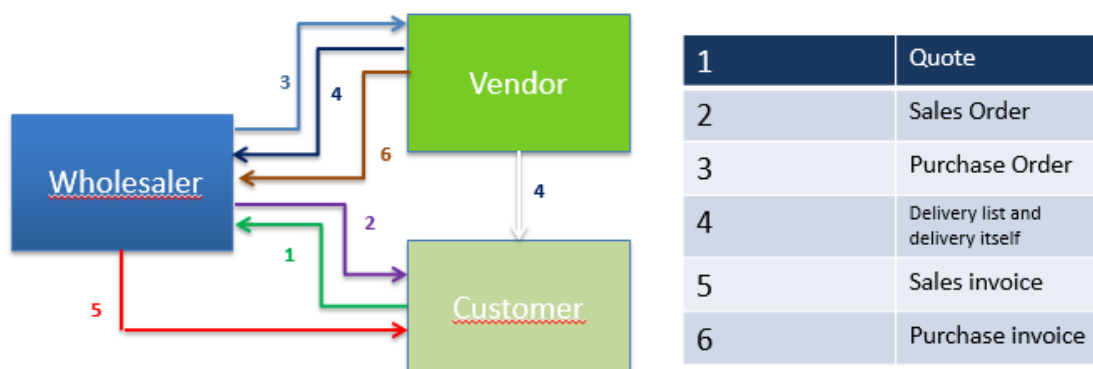 3
4
6
Vendor
Wholesaler
4
2
1
5
Customer
1 Quote
2 Sales Order
3 Purchase Order
4 Delivery list and
delivery itself
5 Sales invoice
6 Purchase invoice